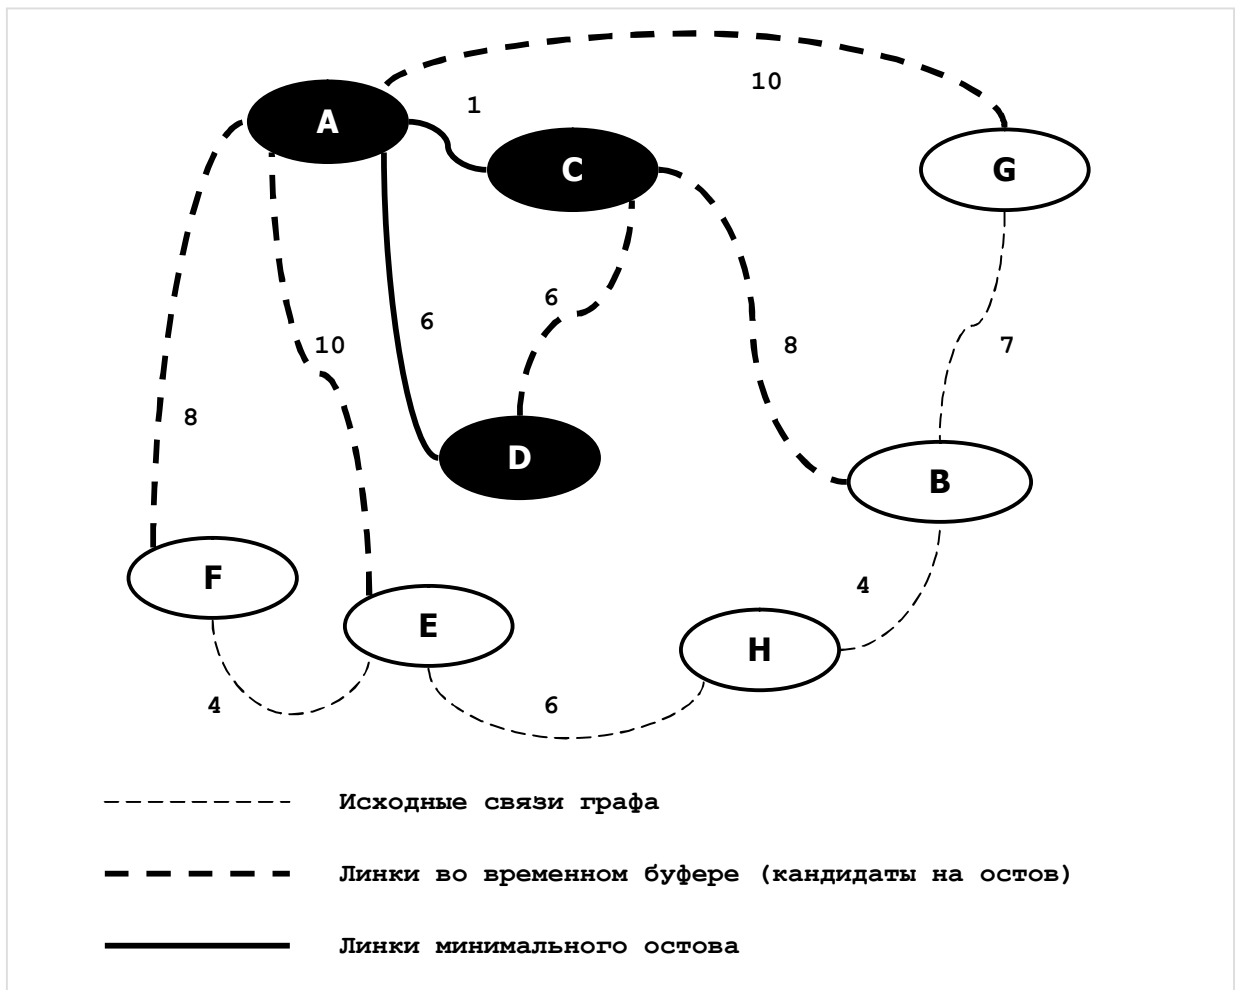 10
1
A
C
G
6
6
10
8
7
8
D
B
F
E
4
H
4
6
Исходные связи графа
Линки во временном буфере (кандидаты на остов)
Линки минимального остова